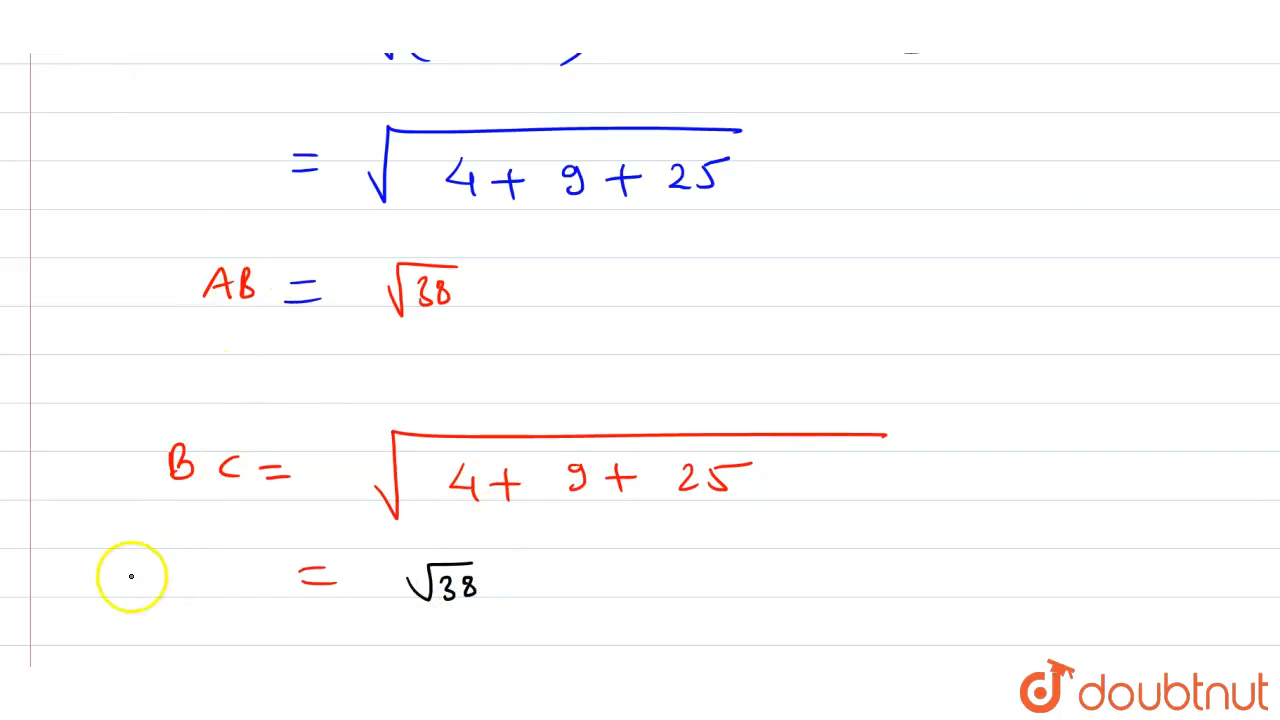 = √4 + 9 + 25
AB = √38
BC = √4 + 9 + 25
= √38
doubtnut